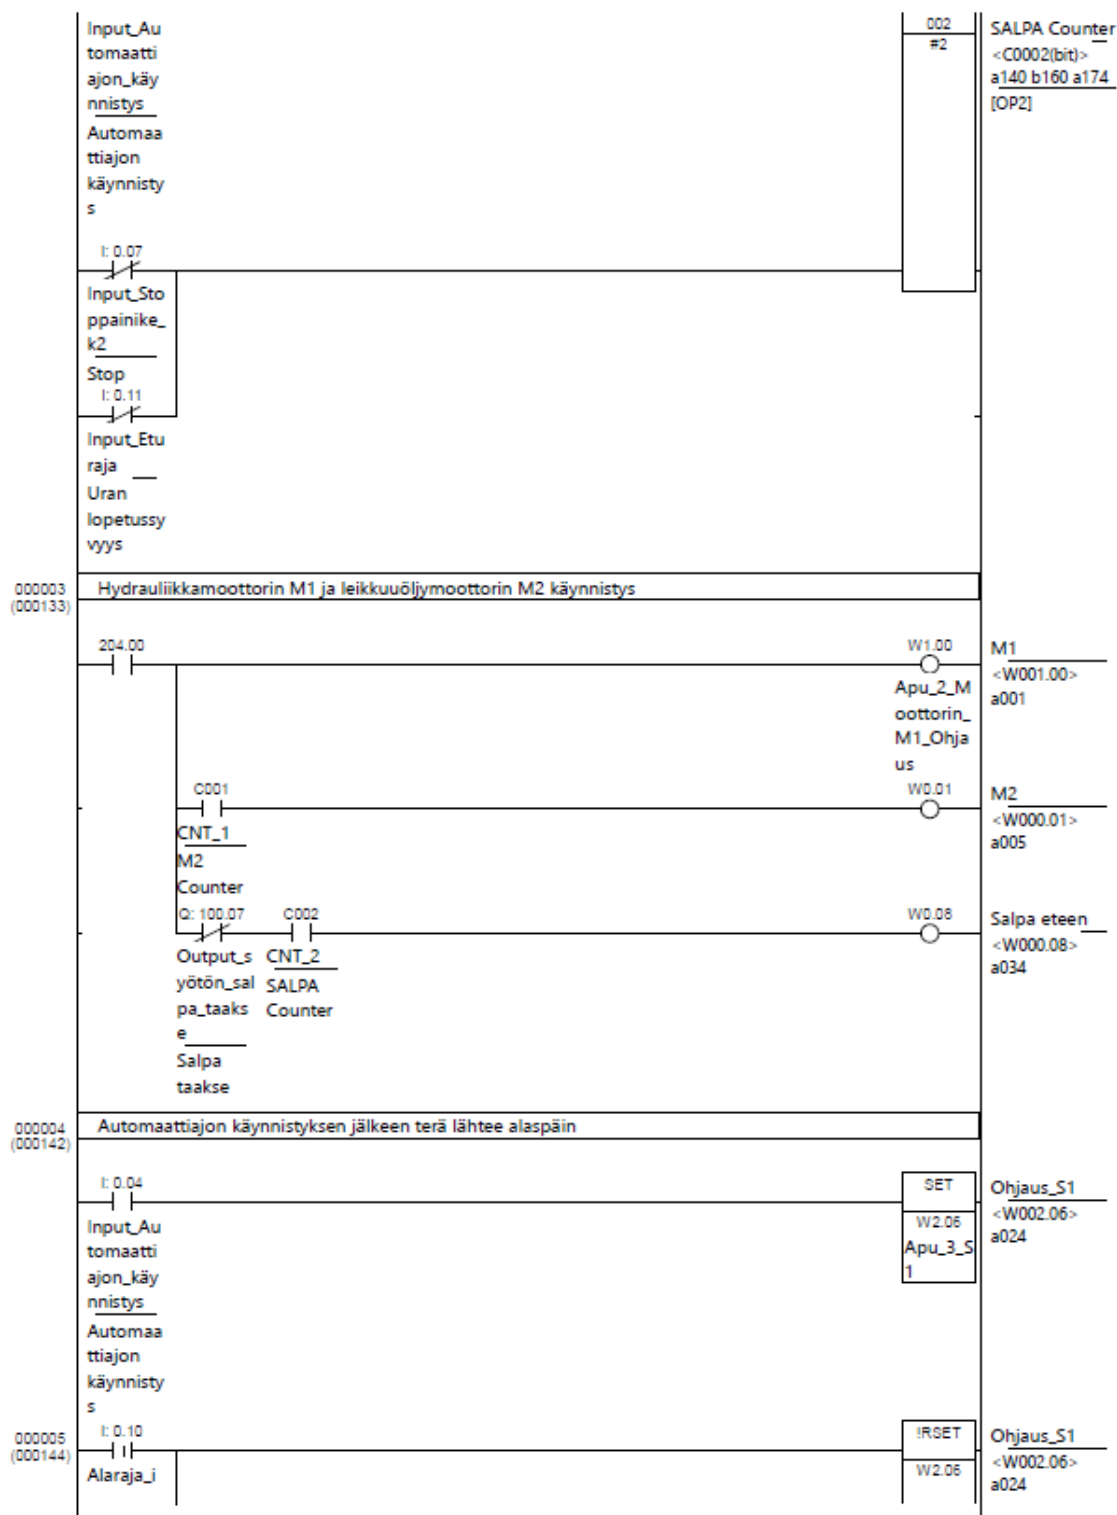 Input_Au
tomaatti
ajon_käy
nnistys
Automaa
ttiajon
käynnisty
s
002
#2
SALPA Counter
<C0002(bit)>
a140 b160 a174
[OP2]
I: 0.07
Input_Sto
ppainike_
k2
Stop
I: 0.11
Input_Etu
raja
Uran
lopetussy
vyys
000003
(000133)
Hydrauliikkamoottorin M1 ja leikkuuöljymoottorin M2 käynnistys
204.00
W1.00
Apu_2_M
oottorin_
M1_Ohja
us
M1
<W001.00>
a001
C001
CNT_1
M2
Counter
W0.01
M2
<W000.01>
a005
Q: 100.07
Output_s
yötön_sal
pa_taaks
e
Salpa
taakse
C002
CNT_2
SALPA
Counter
W0.08
Salpa eteen
<W000.08>
a034
000004
(000142)
Automaattiajon käynnistyksen jälkeen terä lähtee alaspäin
I: 0.04
Input_Au
tomaatti
ajon_käy
nnistys
Automaa
ttiajon
käynnisty
s
SET
W2.06
Apu_3_S
1
Ohjaus_S1
<W002.06>
a024
000005
(000144)
I: 0.10
Alaraja_i
!RSET
W2.06
Ohjaus_S1
<W002.06>
a024